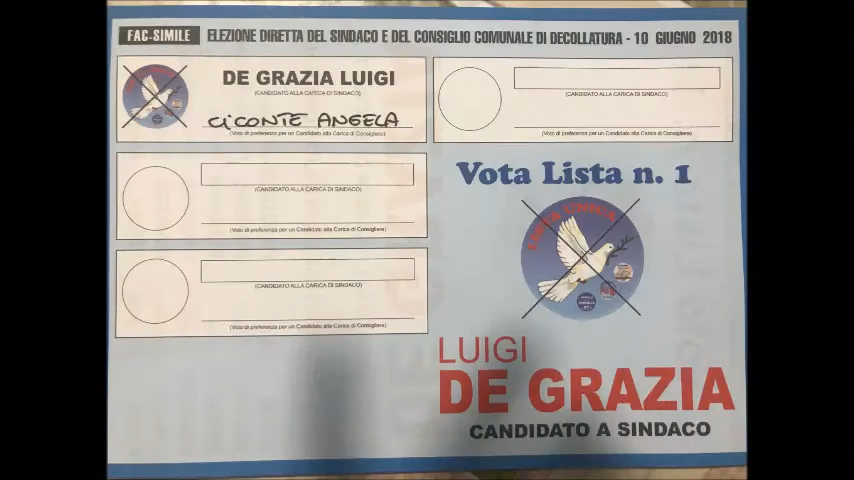 FAC-SIMILE ELEZIONE DIRETTA DEL SINDACO E DEL CONSIGLIO COMUNALE DI DECOLLATURA - 10 GIUGNO 2018
DE GRAZIA LUIGI
(CANDIDATO ALLA CARICA DI SINDACO)
CICONTE ANGELA
(Voto di preferenza per un Candidato alla Carica di Consigliere)
(CANDIDATO ALLA CARICA DI SINDACO)
(Voto di preferenza per un Candidato alla Carica di Consigliere)
(CANDIDATO ALLA CARICA DI SINDACO)
(Voto di preferenza per un Candidato alla Carica di Consigliere)
(CANDIDATO ALLA CARICA DI SINDACO)
(Voto di preferenza per un Candidato alla Carica di Consigliere)
Vota Lista n. 1
LUIGI
DE GRAZIA
CANDIDATO A SINDACO